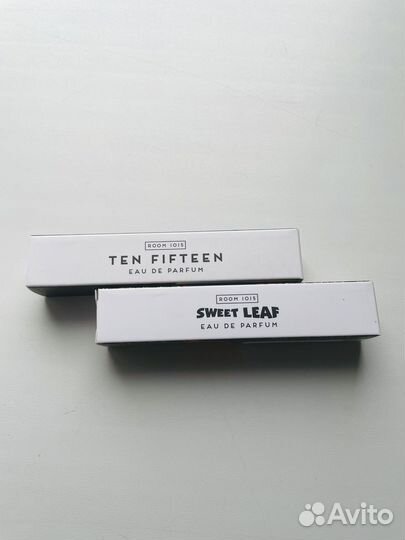 ROOM 1015
TEN FIFTEEN
EAU DE PARFUM
ROOM 1015
SWEET LEAF
EAU DE PARFUM
Avito